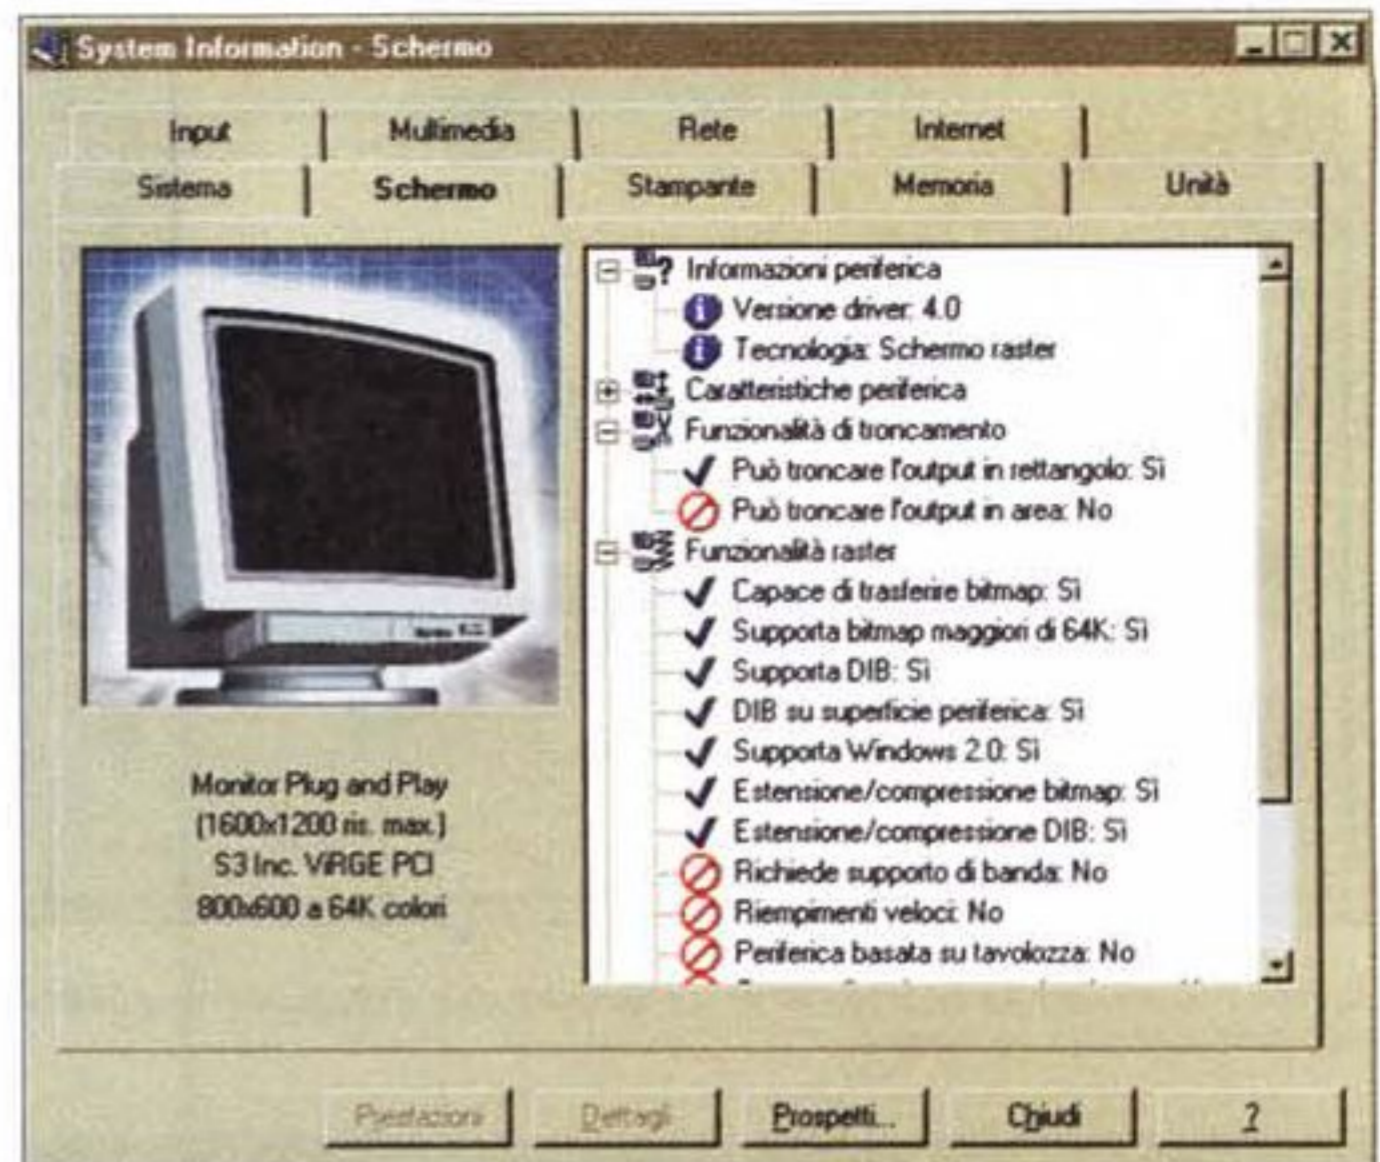 System Information - Schermo
Input
Multimedia
Rete
Internet
Sistema
Schermo
Stampante
Memoria
Unità
Informazioni periferica
Versione driver: 4.0
Tecnologia: Schermo raster
Caratteristiche periferica
Funzionalità di troncamento
Può troncare l'output in rettangolo: Sì
Può troncare l'output in area: No
Funzionalità raster
Capace di trasferire bitmap: Sì
Supporta bitmap maggiori di 64K: Sì
Supporta DIB: Sì
DIB su superficie periferica: Sì
Supporta Windows 2.0: Sì
Estensione/compressione bitmap: Sì
Estensione/compressione DIB: Sì
Richiede supporto di banda: No
Riempimenti veloci: No
Periferica basata su tavolozza: No
Monitor Plug and Play
(1600x1200 ris. max.)
S3 Inc. ViRGE PCI
800x600 a 64K colori
Prestazioni
Dettagli
Prospetti...
Chiudi
?